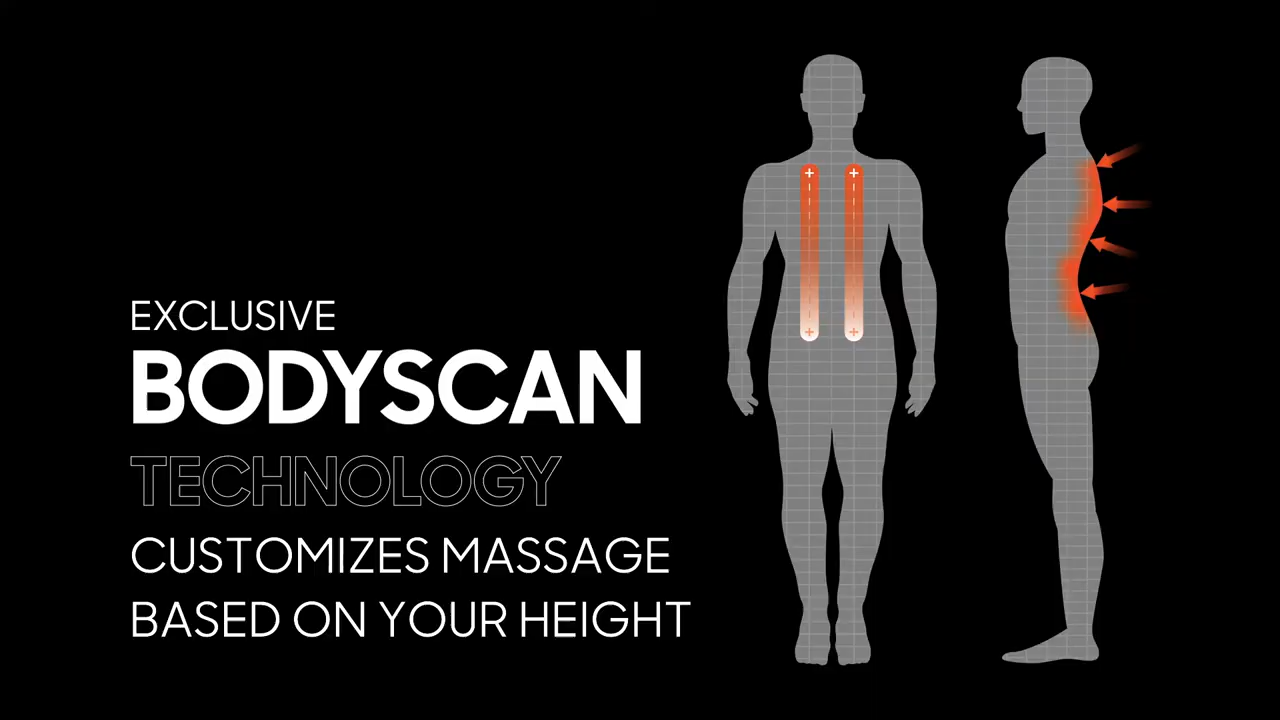 EXCLUSIVE
BODYSCAN
TECHNOLOGY
CUSTOMIZES MASSAGE
BASED ON YOUR HEIGHT